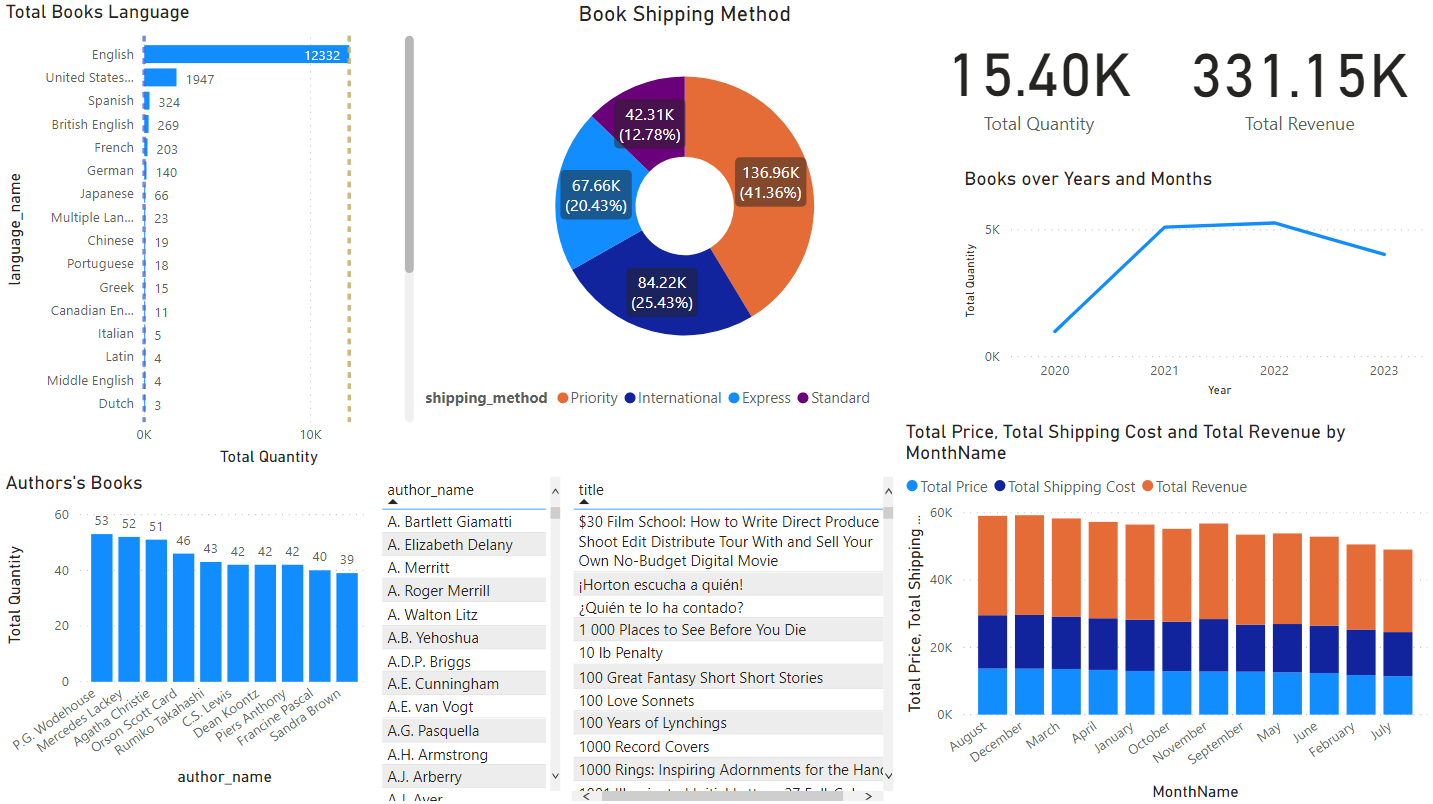 Total Books Language
English 12332
United States... 1947
Spanish 324
British English 269
French 203
German 140
Japanese 66
Multiple Lan... 23
Chinese 19
Portuguese 18
Greek 15
Canadian En... 11
Italian 5
Latin 4
Middle English 4
Dutch 3
language_name
0K 10K
Total Quantity
Book Shipping Method
42.31K
(12.78%)
136.96K
(41.36%)
67.66K
(20.43%)
84.22K
(25.43%)
shipping_method Priority International Express Standard
15.40K
Total Quantity
331.15K
Total Revenue
Books over Years and Months
5K
0K
Total Quantity
2020 2021 2022 2023
Year
Authors's Books
60
40
20
0
Total Quantity
53 52 51 46 43 42 42 42 40 39
P.G. Wodehouse
Mercedes Lackey
Agatha Christie
Orson Scott Card
Rumiko Takahashi
C.S. Lewis
Dean Koontz
Piers Anthony
Francine Pascal
Sandra Brown
author_name
author_name
A. Bartlett Giamatti
A. Elizabeth Delany
A. Merritt
A. Roger Merrill
A. Walton Litz
A.B. Yehoshua
A.D.P. Briggs
A.E. Cunningham
A.E. van Vogt
A.G. Pasquella
A.H. Armstrong
A.J. Arberry
title
$30 Film School: How to Write Direct Produce
Shoot Edit Distribute Tour With and Sell Your
Own No-Budget Digital Movie
¡Horton escucha a quién!
¿Quién te lo ha contado?
1 000 Places to See Before You Die
10 lb Penalty
100 Great Fantasy Short Short Stories
100 Love Sonnets
100 Years of Lynchings
1000 Record Covers
1000 Rings: Inspiring Adornments for the Hand
Total Price, Total Shipping Cost and Total Revenue by
MonthName
Total Price Total Shipping Cost Total Revenue
60K
40K
20K
0K
Total Price, Total Shipping ...
August
December
March
April
January
October
November
September
May
June
February
July
MonthName